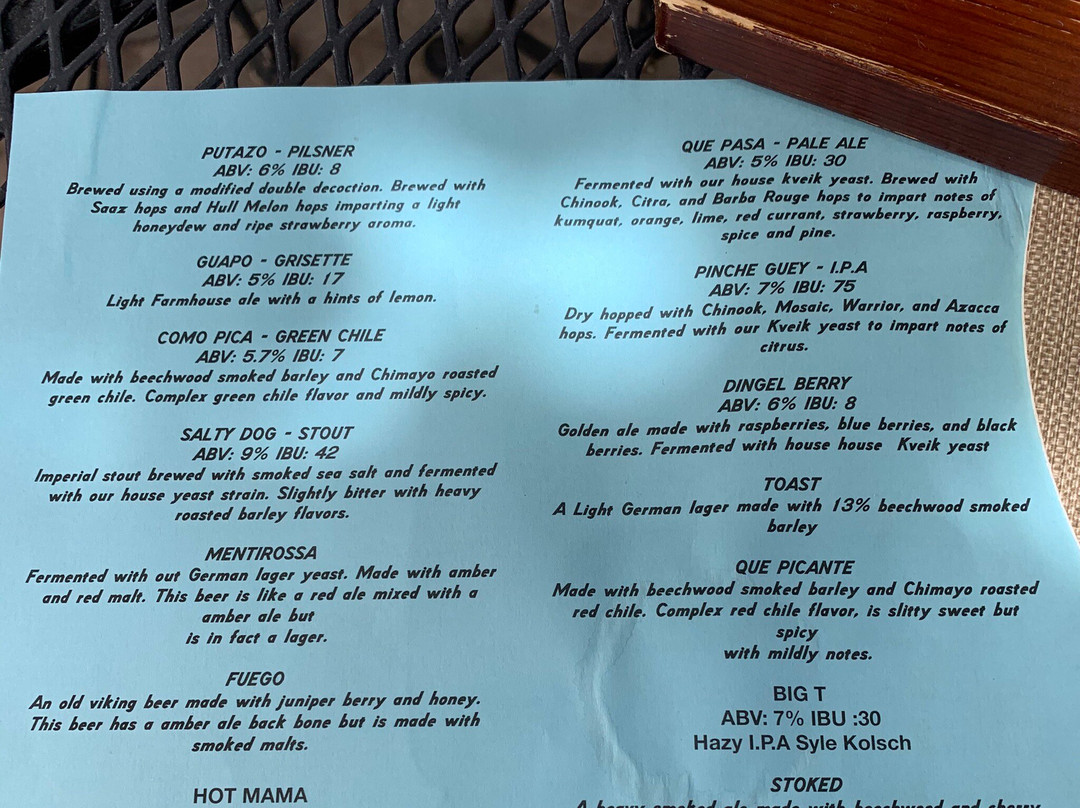 PUTAZO - PILSNER
ABV: 6% IBU: 8
Brewed using a modified double decoction. Brewed with
Saaz hops and Hull Melon hops imparting a light
honeydew and ripe strawberry aroma.
GUAPO - GRISETTE
ABV: 5% IBU: 17
Light Farmhouse ale with a hints of lemon.
COMO PICA - GREEN CHILE
ABV: 5.7% IBU: 7
Made with beechwood smoked barley and Chimayo roasted
green chile. Complex green chile flavor and mildly spicy.
SALTY DOG - STOUT
ABV: 9% IBU: 42
Imperial stout brewed with smoked sea salt and fermented
with our house yeast strain. Slightly bitter with heavy
roasted barley flavors.
MENTIROSSA
Fermented with out German lager yeast. Made with amber
and red malt. This beer is like a red ale mixed with a
amber ale but
is in fact a lager.
FUEGO
An old viking beer made with juniper berry and honey.
This beer has a amber ale back bone but is made with
smoked malts.
HOT MAMA
QUE PASA - PALE ALE
ABV: 5% IBU: 30
Fermented with our house kveik yeast. Brewed with
Chinook, Citra, and Barba Rouge hops to impart notes of
kumquat, orange, lime, red currant, strawberry, raspberry,
spice and pine.
PINCHE GUEY - I.P.A
ABV: 7% IBU: 75
Dry hopped with Chinook, Mosaic, Warrior, and Azacca
hops. Fermented with our Kveik yeast to impart notes of
citrus.
DINGEL BERRY
ABV: 6% IBU: 8
Golden ale made with raspberries, blue berries, and black
berries. Fermented with house house Kveik yeast
TOAST
A Light German lager made with 13% beechwood smoked
barley
QUE PICANTE
Made with beechwood smoked barley and Chimayo roasted
red chile. Complex red chile flavor, is slitty sweet but
spicy
with mildly notes.
BIG T
ABV: 7% IBU :30
Hazy I.P.A Syle Kolsch
STOKED
A heavy smoked ale made with beechwood and cherry